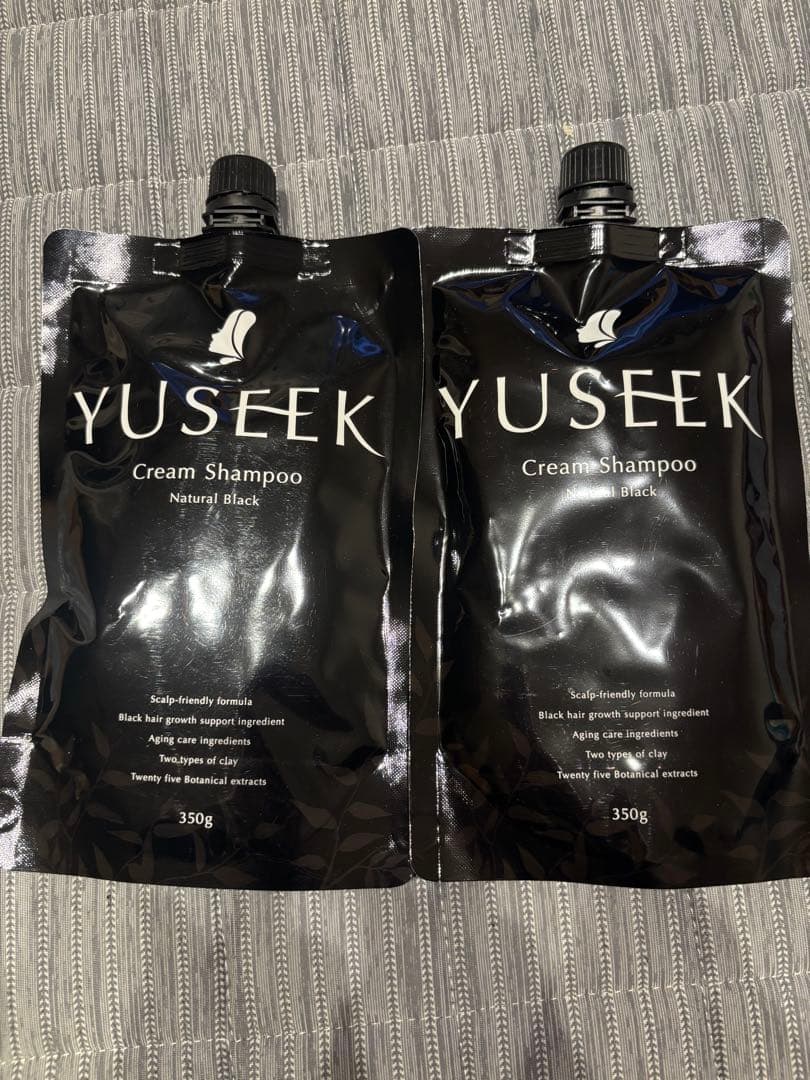 YUSEEK
Cream Shampoo
Natural Black
Scalp-friendly formula
Black hair growth support ingredient
Aging care ingredients
Two types of clay
Twenty five Botanical extracts
350g
YUSEEK
Cream Shampoo
Natural Black
Scalp-friendly formula
Black hair growth support ingredient
Aging care ingredients
Two types of clay
Twenty five Botanical extracts
350g